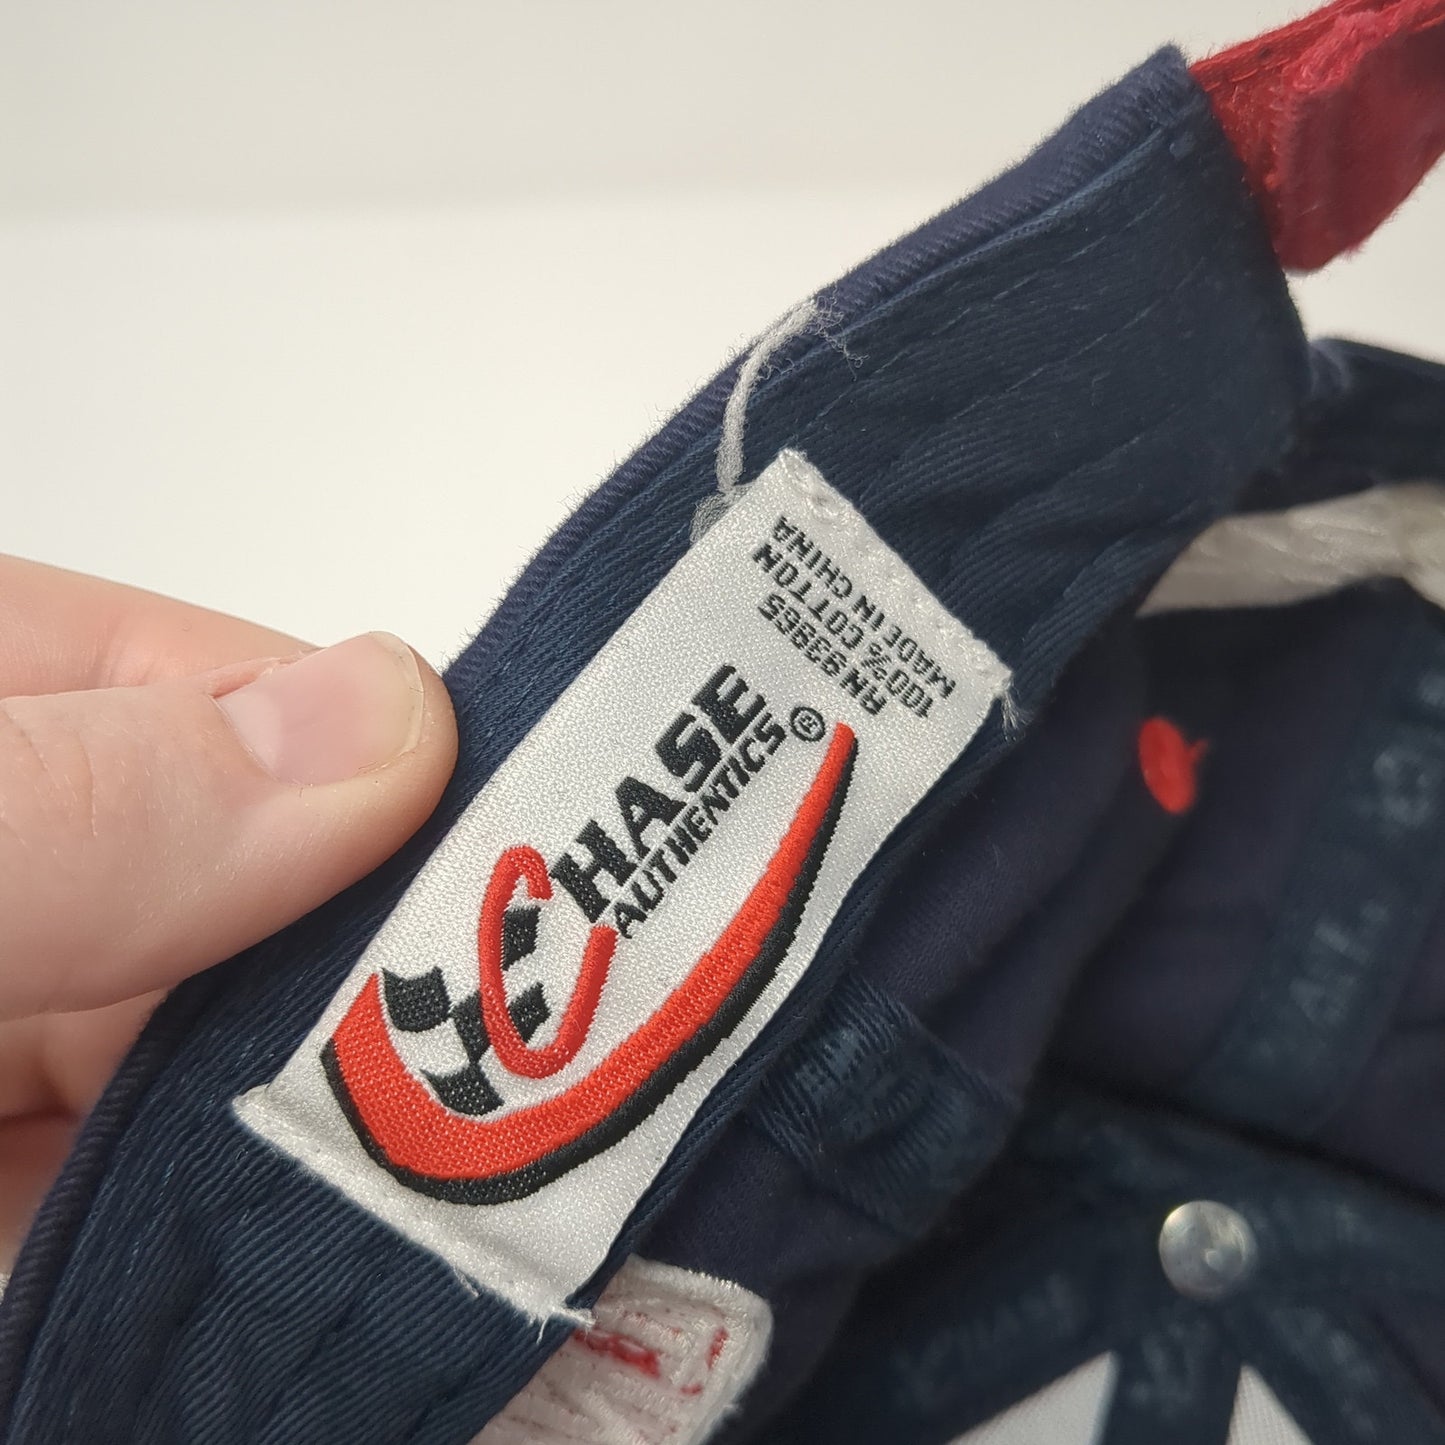 CHASE
AUTHENTICS®
RN 93965
100% COTTON
MADE IN CHINA